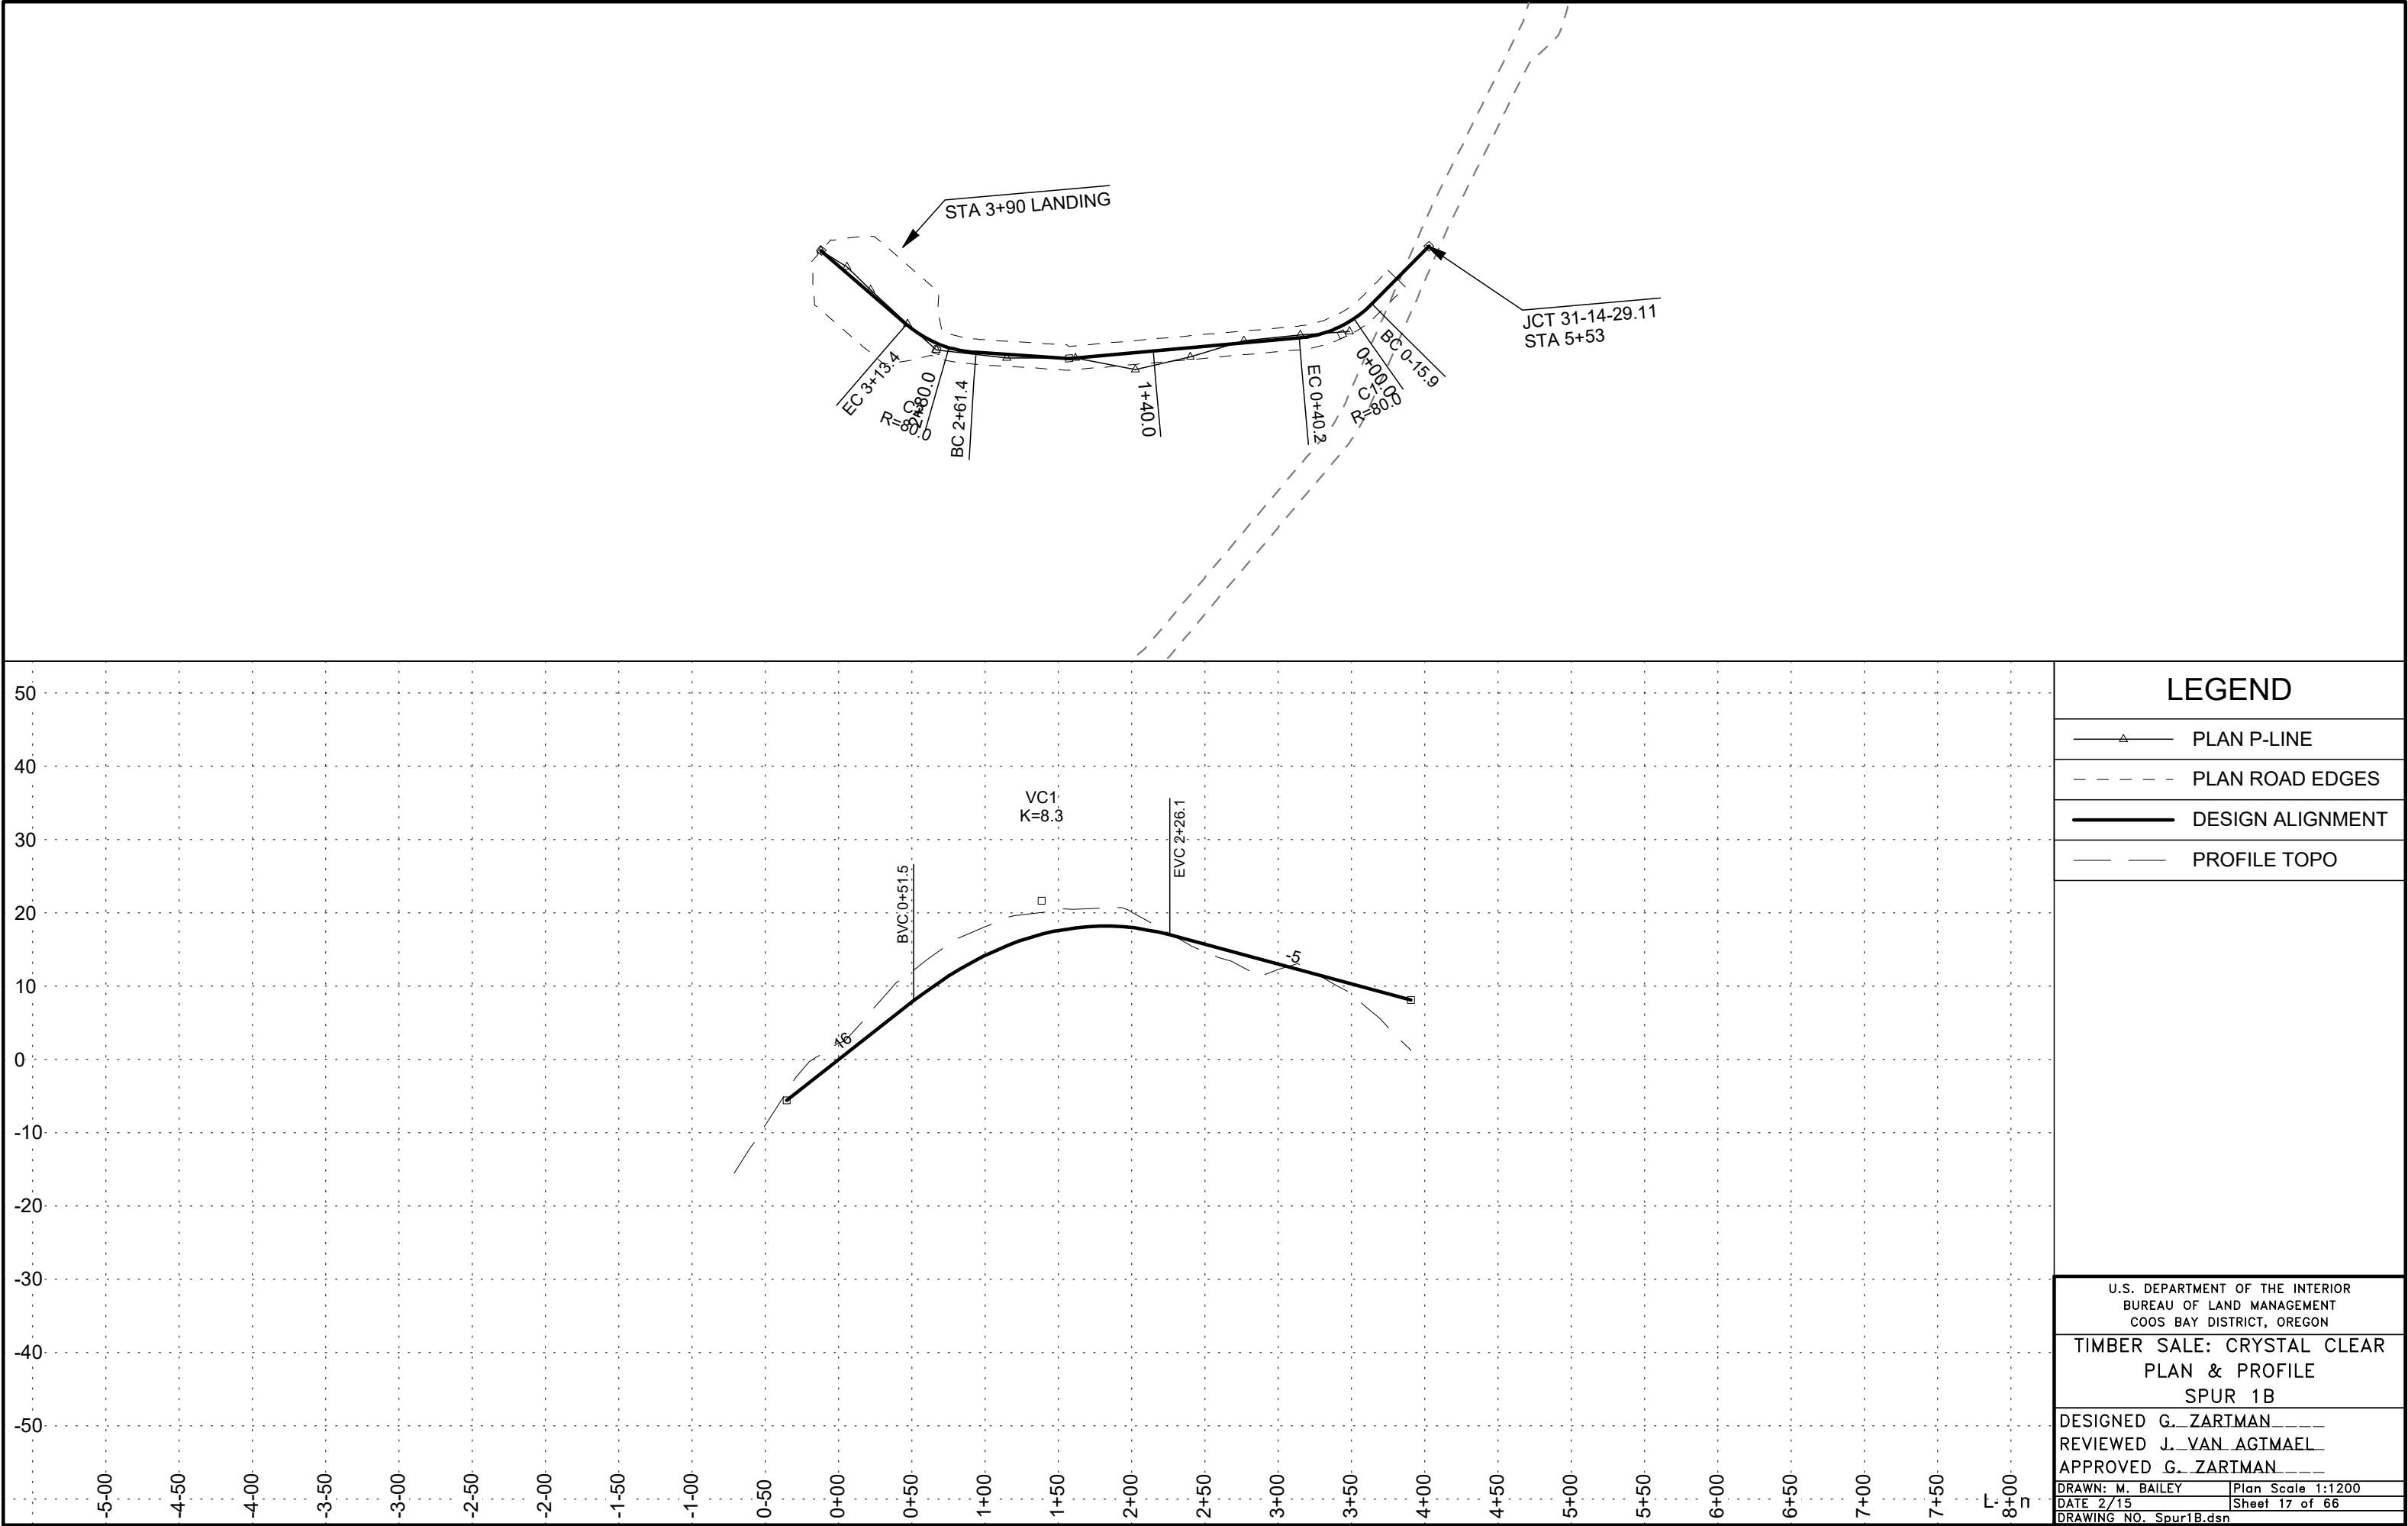 STA 3+90 LANDING
JCT 31-14-29.11
STA 5+53
EC 3+13.4
2+80.0
R=80.0
BC 2+61.4
1+40.0
EC 0+40.2
0+00.0
C1
R=80.0
BC 0-15.9
50
40
30
20
10
0
-10
-20
-30
-40
-50
VC1
K=8.3
BVC 0+51.5
EVC 2+26.1
16
-5
5-00
4-50
4-00
3-50
3-00
2-50
2-00
1-50
1-00
0-50
0+00
0+50
1+00
1+50
2+00
2+50
3+00
3+50
4+00
4+50
5+00
5+50
6+00
6+50
7+00
7+50
8+00
LEGEND
PLAN P-LINE
PLAN ROAD EDGES
DESIGN ALIGNMENT
PROFILE TOPO
U.S. DEPARTMENT OF THE INTERIOR
BUREAU OF LAND MANAGEMENT
COOS BAY DISTRICT, OREGON
TIMBER SALE: CRYSTAL CLEAR
PLAN & PROFILE
SPUR 1B
DESIGNED G. ZARTMAN
REVIEWED J. VAN AGTMAEL
APPROVED G. ZARTMAN
DRAWN: M. BAILEY
Plan Scale 1:1200
DATE 2/15
Sheet 17 of 66
DRAWING NO. Spur1B.dsn